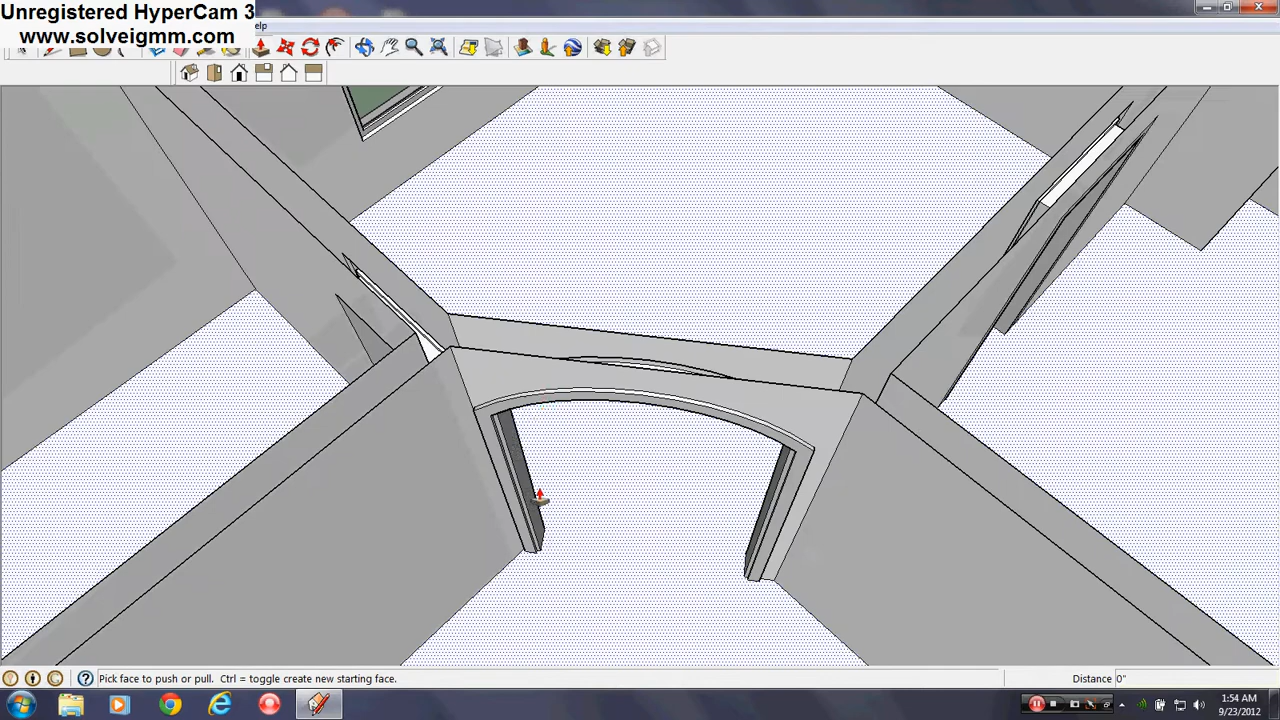 Unregistered HyperCam 3
www.solveigmm.com
elp
Pick face to push or pull.  Ctrl = toggle create new starting face.
Distance 0"
1:54 AM
9/23/2012